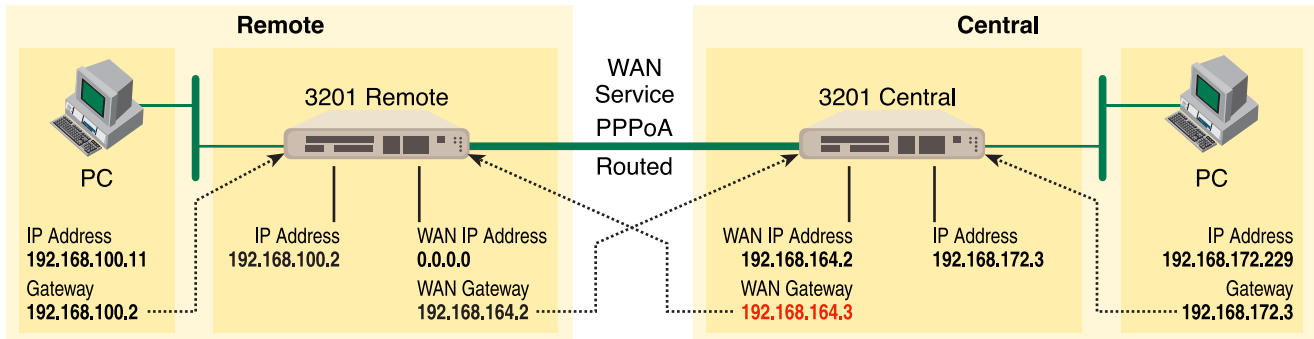 Remote
Central
WAN
Service
PPPoA
Routed
3201 Remote
3201 Central
PC
PC
IP Address
192.168.100.11
Gateway
192.168.100.2
IP Address
192.168.100.2
WAN IP Address
0.0.0.0
WAN Gateway
192.168.164.2
WAN IP Address
192.168.164.2
WAN Gateway
192.168.164.3
IP Address
192.168.172.3
IP Address
192.168.172.229
Gateway
192.168.172.3